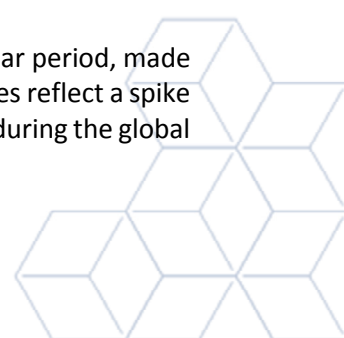 ar period, made
es reflect a spike
during the global